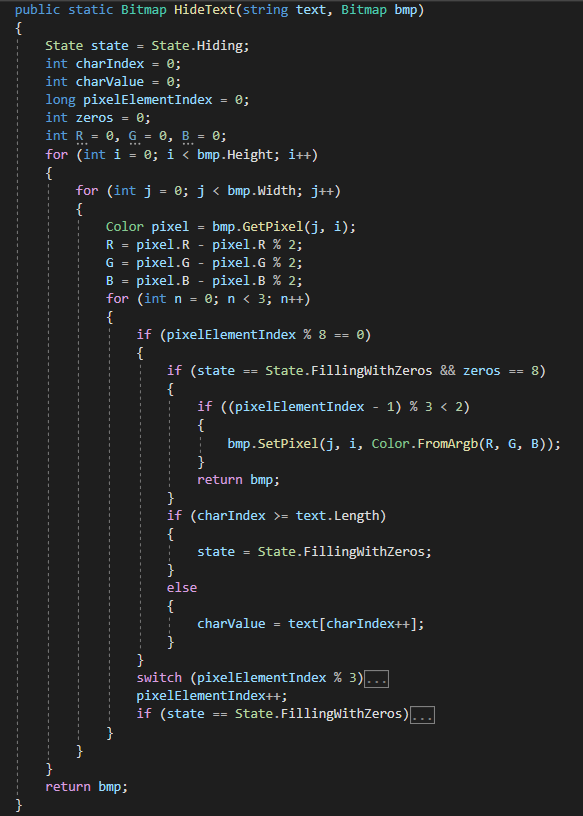 public static Bitmap HideText(string text, Bitmap bmp)
{
    State state = State.Hiding;
    int charIndex = 0;
    int charValue = 0;
    long pixelElementIndex = 0;
    int zeros = 0;
    int R = 0, G = 0, B = 0;
    for (int i = 0; i < bmp.Height; i++)
    {
        for (int j = 0; j < bmp.Width; j++)
        {
            Color pixel = bmp.GetPixel(j, i);
            R = pixel.R - pixel.R % 2;
            G = pixel.G - pixel.G % 2;
            B = pixel.B - pixel.B % 2;
            for (int n = 0; n < 3; n++)
            {
                if (pixelElementIndex % 8 == 0)
                {
                    if (state == State.FillingWithZeros && zeros == 8)
                    {
                        if ((pixelElementIndex - 1) % 3 < 2)
                        {
                            bmp.SetPixel(j, i, Color.FromArgb(R, G, B));
                        }
                        return bmp;
                    }
                    if (charIndex >= text.Length)
                    {
                        state = State.FillingWithZeros;
                    }
                    else
                    {
                        charValue = text[charIndex++];
                    }
                }
                switch (pixelElementIndex % 3)...
                pixelElementIndex++;
                if (state == State.FillingWithZeros)...
            }
        }
    }
    return bmp;
}